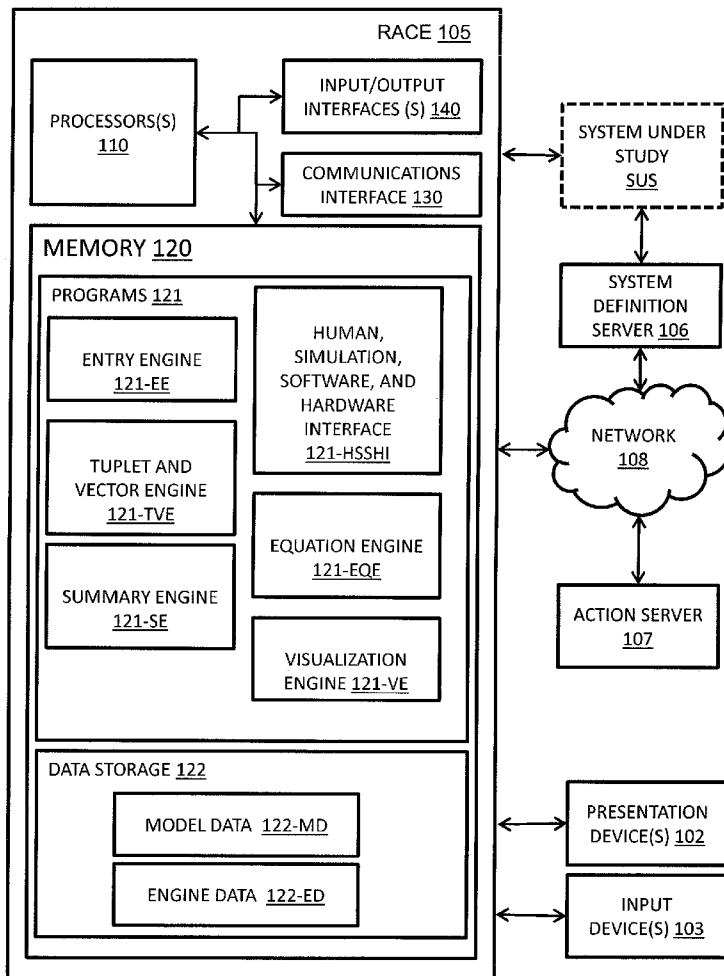 RACE 105
PROCESSORS(S)
110
INPUT/OUTPUT
INTERFACES (S) 140
COMMUNICATIONS
INTERFACE 130
MEMORY 120
PROGRAMS 121
ENTRY ENGINE
121-EE
HUMAN,
SIMULATION,
SOFTWARE, AND
HARDWARE
INTERFACE
121-HSSHI
TUPLET AND
VECTOR ENGINE
121-TVE
EQUATION ENGINE
121-EQE
SUMMARY ENGINE
121-SE
VISUALIZATION
ENGINE 121-VE
DATA STORAGE 122
MODEL DATA 122-MD
ENGINE DATA 122-ED
SYSTEM UNDER
STUDY
SUS
SYSTEM
DEFINITION
SERVER 106
NETWORK
108
ACTION SERVER
107
PRESENTATION
DEVICE(S) 102
INPUT
DEVICE(S) 103